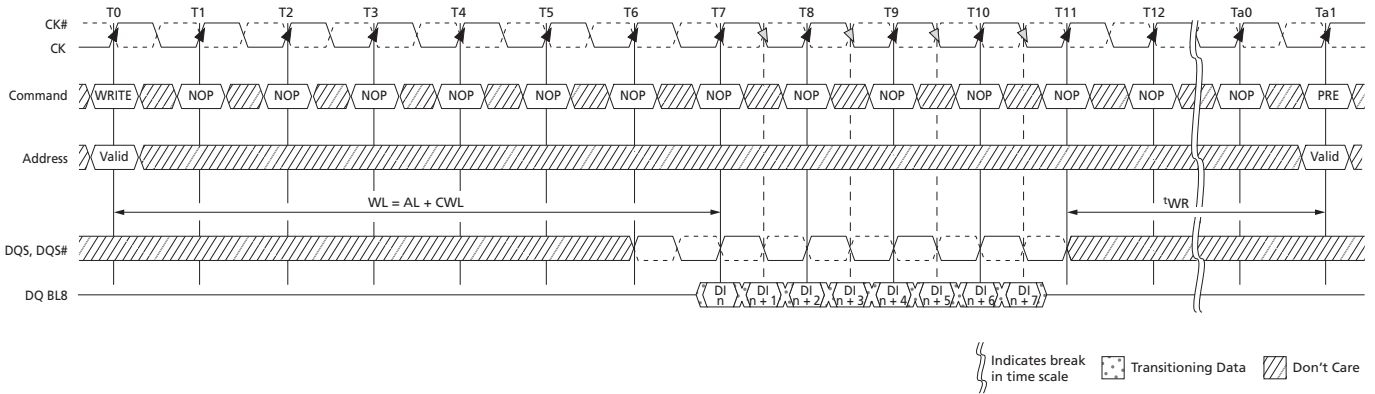 T0 T1 T2 T3 T4 T5 T6 T7 T8 T9 T10 T11 T12 Ta0 Ta1
CK#
CK
Command WRITE NOP NOP NOP NOP NOP NOP NOP NOP NOP NOP NOP NOP NOP PRE
Address Valid Valid
WL = AL + CWL tWR
DQS, DQS#
DQ BL8 DI n DI n + 1 DI n + 2 DI n + 3 DI n + 4 DI n + 5 DI n + 6 DI n + 7
Indicates break
in time scale
Transitioning Data
Don't Care